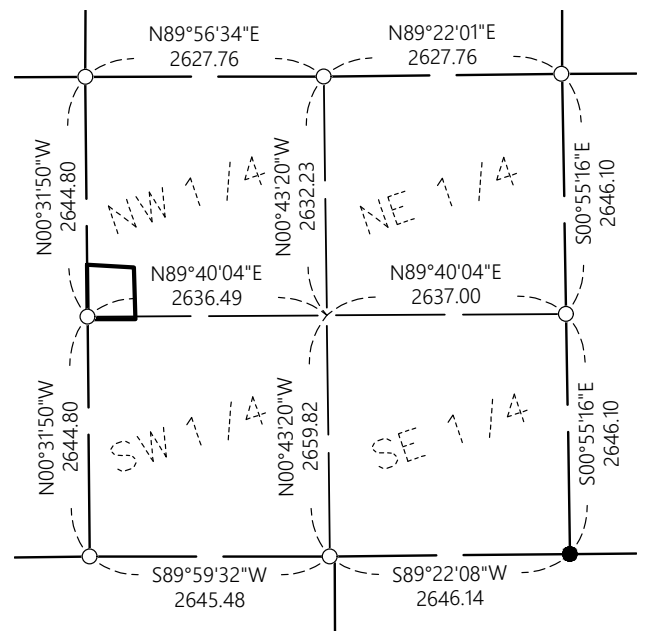 N89°56'34"E
2627.76
N89°22'01"E
2627.76
N00°31'50"W
2644.80
NW 1/4
N00°43'20"W
2632.23
NE 1/4
S00°55'16"E
2646.10
N89°40'04"E
2636.49
N89°40'04"E
2637.00
N00°31'50"W
2644.80
SW 1/4
N00°43'20"W
2659.82
SE 1/4
S00°55'16"E
2646.10
S89°59'32"W
2645.48
S89°22'08"W
2646.14